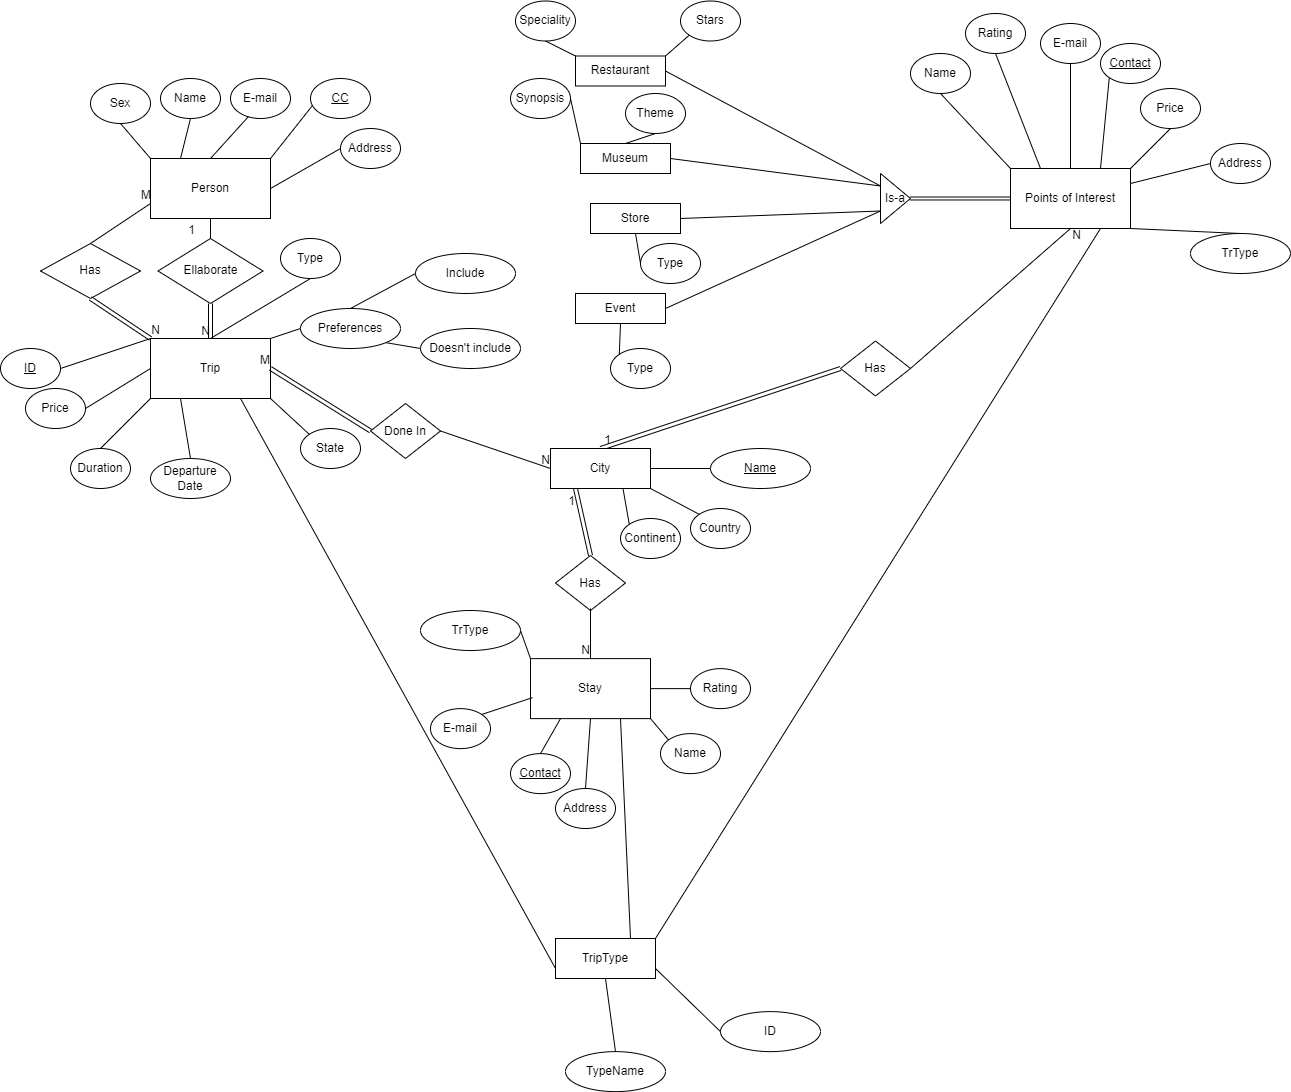 Speciality
Stars
Restaurant
Synopsis
Theme
Museum
Store
Type
Event
Type
Is-a
Name
Rating
E-mail
Contact
Price
Address
Points of Interest
N
TrType
Sex
Name
E-mail
CC
Address
Person
M
1
Has
Ellaborate
Type
Include
Preferences
Doesn't include
N
N
ID
Trip
M
Price
Duration
Departure
Date
State
Done In
Has
1
N
City
Name
1
Continent
Country
Has
N
TrType
Stay
Rating
E-mail
Contact
Address
Name
TripType
ID
TypeName